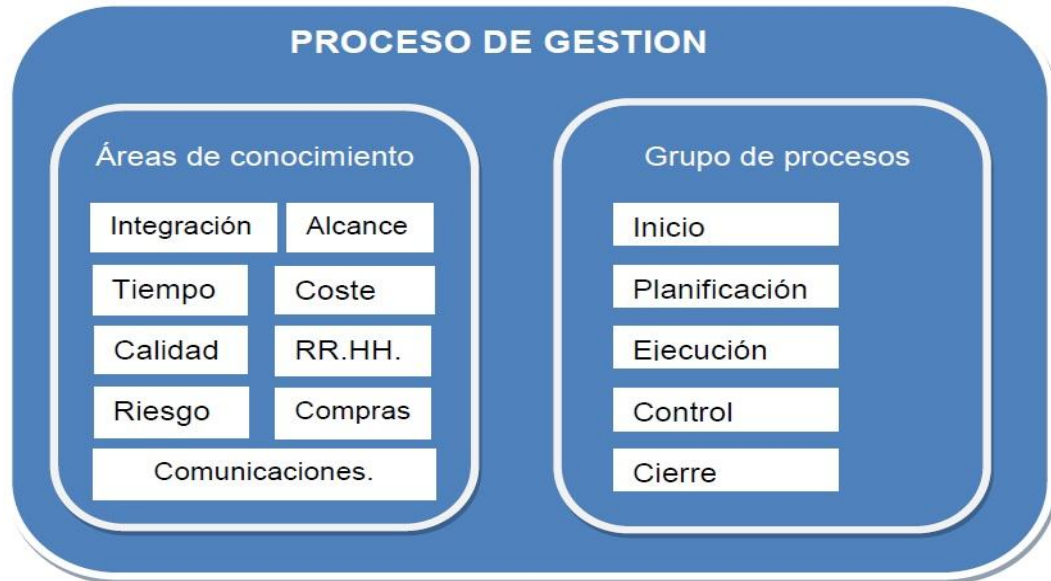 PROCESO DE GESTION
Áreas de conocimiento
Integración
Alcance
Tiempo
Coste
Calidad
RR.HH.
Riesgo
Compras
Comunicaciones.
Grupo de procesos
Inicio
Planificación
Ejecución
Control
Cierre